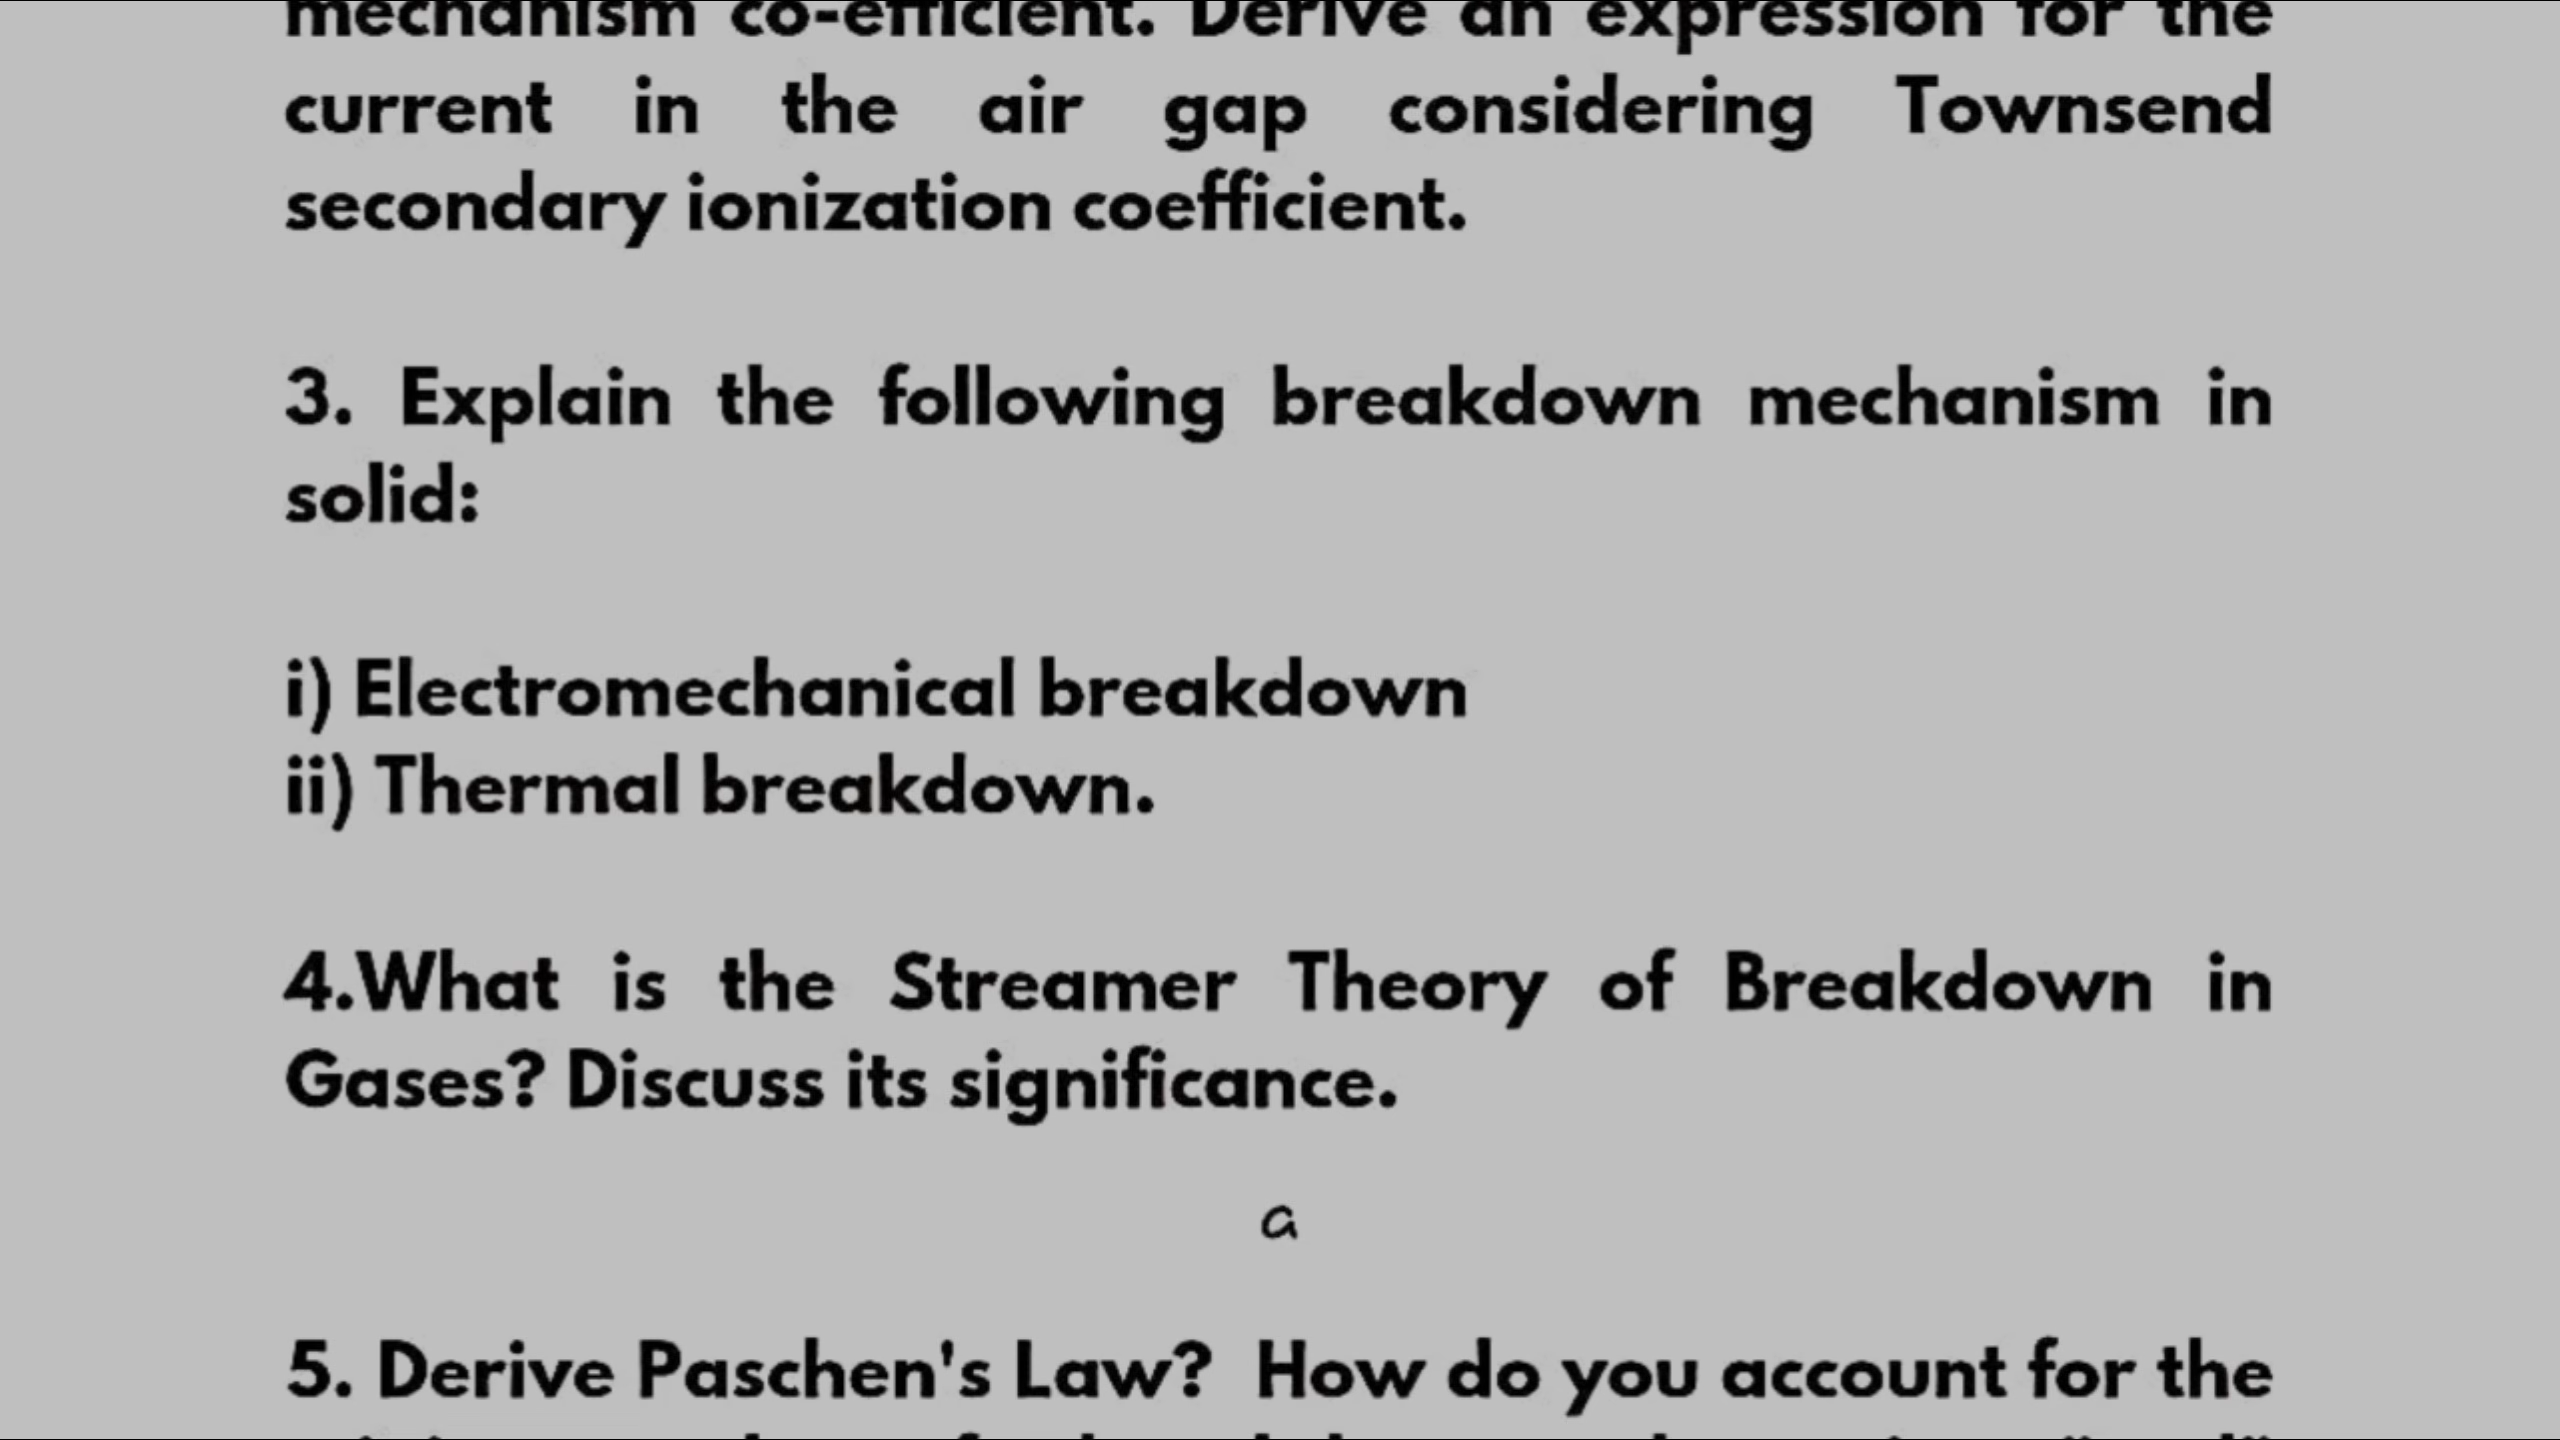 mechanism co-efficient. Derive an expression for the
current in the air gap considering Townsend
secondary ionization coefficient.
3. Explain the following breakdown mechanism in
solid:
i) Electromechanical breakdown
ii) Thermal breakdown.
4.What is the Streamer Theory of Breakdown in
Gases? Discuss its significance.
a
5. Derive Paschen's Law?  How do you account for the